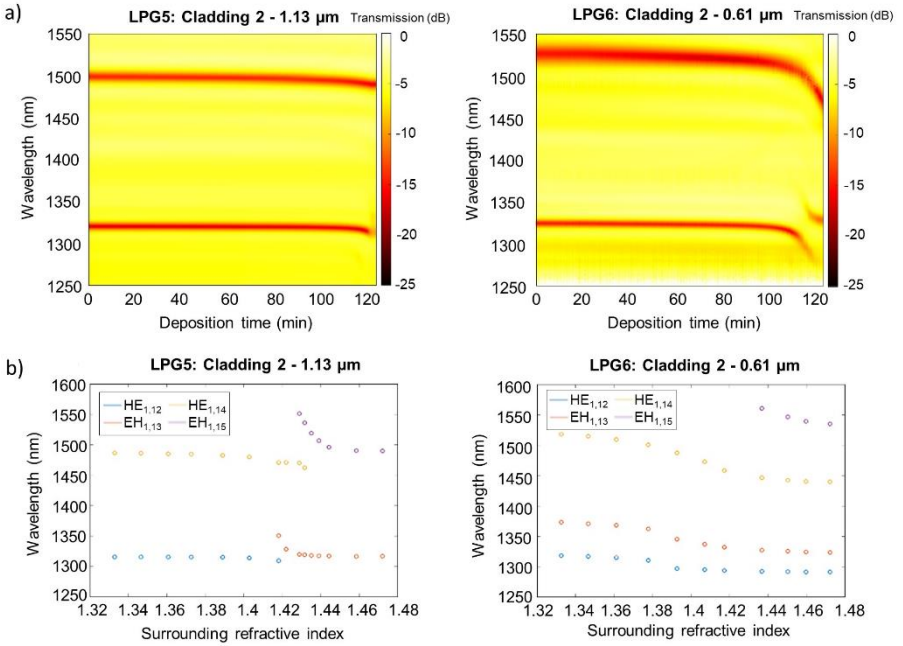 a)
LPG5: Cladding 2 - 1.13 µm
Transmission (dB)
LPG6: Cladding 2 - 0.61 µm
Transmission (dB)
Wavelength (nm)
1550
1500
1450
1400
1350
1300
1250
0 20 40 60 80 100 120
Deposition time (min)
0
-5
-10
-15
-20
-25
Wavelength (nm)
1550
1500
1450
1400
1350
1300
1250
0 20 40 60 80 100 120
Deposition time (min)
0
-5
-10
-15
-20
-25
b)
LPG5: Cladding 2 - 1.13 µm
LPG6: Cladding 2 - 0.61 µm
Wavelength (nm)
1600
1550
1500
1450
1400
1350
1300
1250
HE1,12 HE1,14
EH1,13 EH1,15
1.32 1.34 1.36 1.38 1.40 1.42 1.44 1.46 1.48
Surrounding refractive index
Wavelength (nm)
1600
1550
1500
1450
1400
1350
1300
1250
HE1,12 HE1,14
EH1,13 EH1,15
1.32 1.34 1.36 1.38 1.40 1.42 1.44 1.46 1.48
Surrounding refractive index